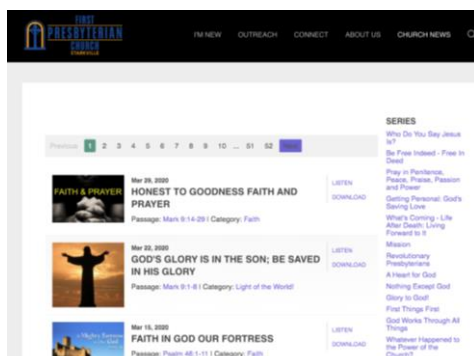 FIRST
PRESBYTERIAN
CHURCH
STARKVILLE
I'M NEW
OUTREACH
CONNECT
ABOUT US
CHURCH NEWS
Previous 1 2 3 4 5 6 7 8 9 10 ... 51 52 Next
FAITH & PRAYER
Mar 29, 2020
HONEST TO GOODNESS FAITH AND
PRAYER
Passage: Mark 9:14-29 | Category: Faith
LISTEN
DOWNLOAD
Mar 22, 2020
GOD'S GLORY IS IN THE SON; BE SAVED
IN HIS GLORY
Passage: Mark 9:1-8 | Category: Light of the World!
LISTEN
DOWNLOAD
A Mighty Fortress
Mar 15, 2020
FAITH IN GOD OUR FORTRESS
Passage: Psalm 46:1-11 | Category: Faith
LISTEN
DOWNLOAD
SERIES
Who Do You Say Jesus
Is?
Be Free Indeed - Free In
Deed
Pray in Penitence,
Peace, Praise, Passion
and Power
Getting Personal: God's
Saving Love
What's Coming - Life
After Death: Living
Forward to It
Mission
Revolutionary
Presbyterians
A Heart for God
Nothing Except God
Glory to God!
First Things First
God Works Through All
Things
Whatever Happened to
the Power of the
Church?